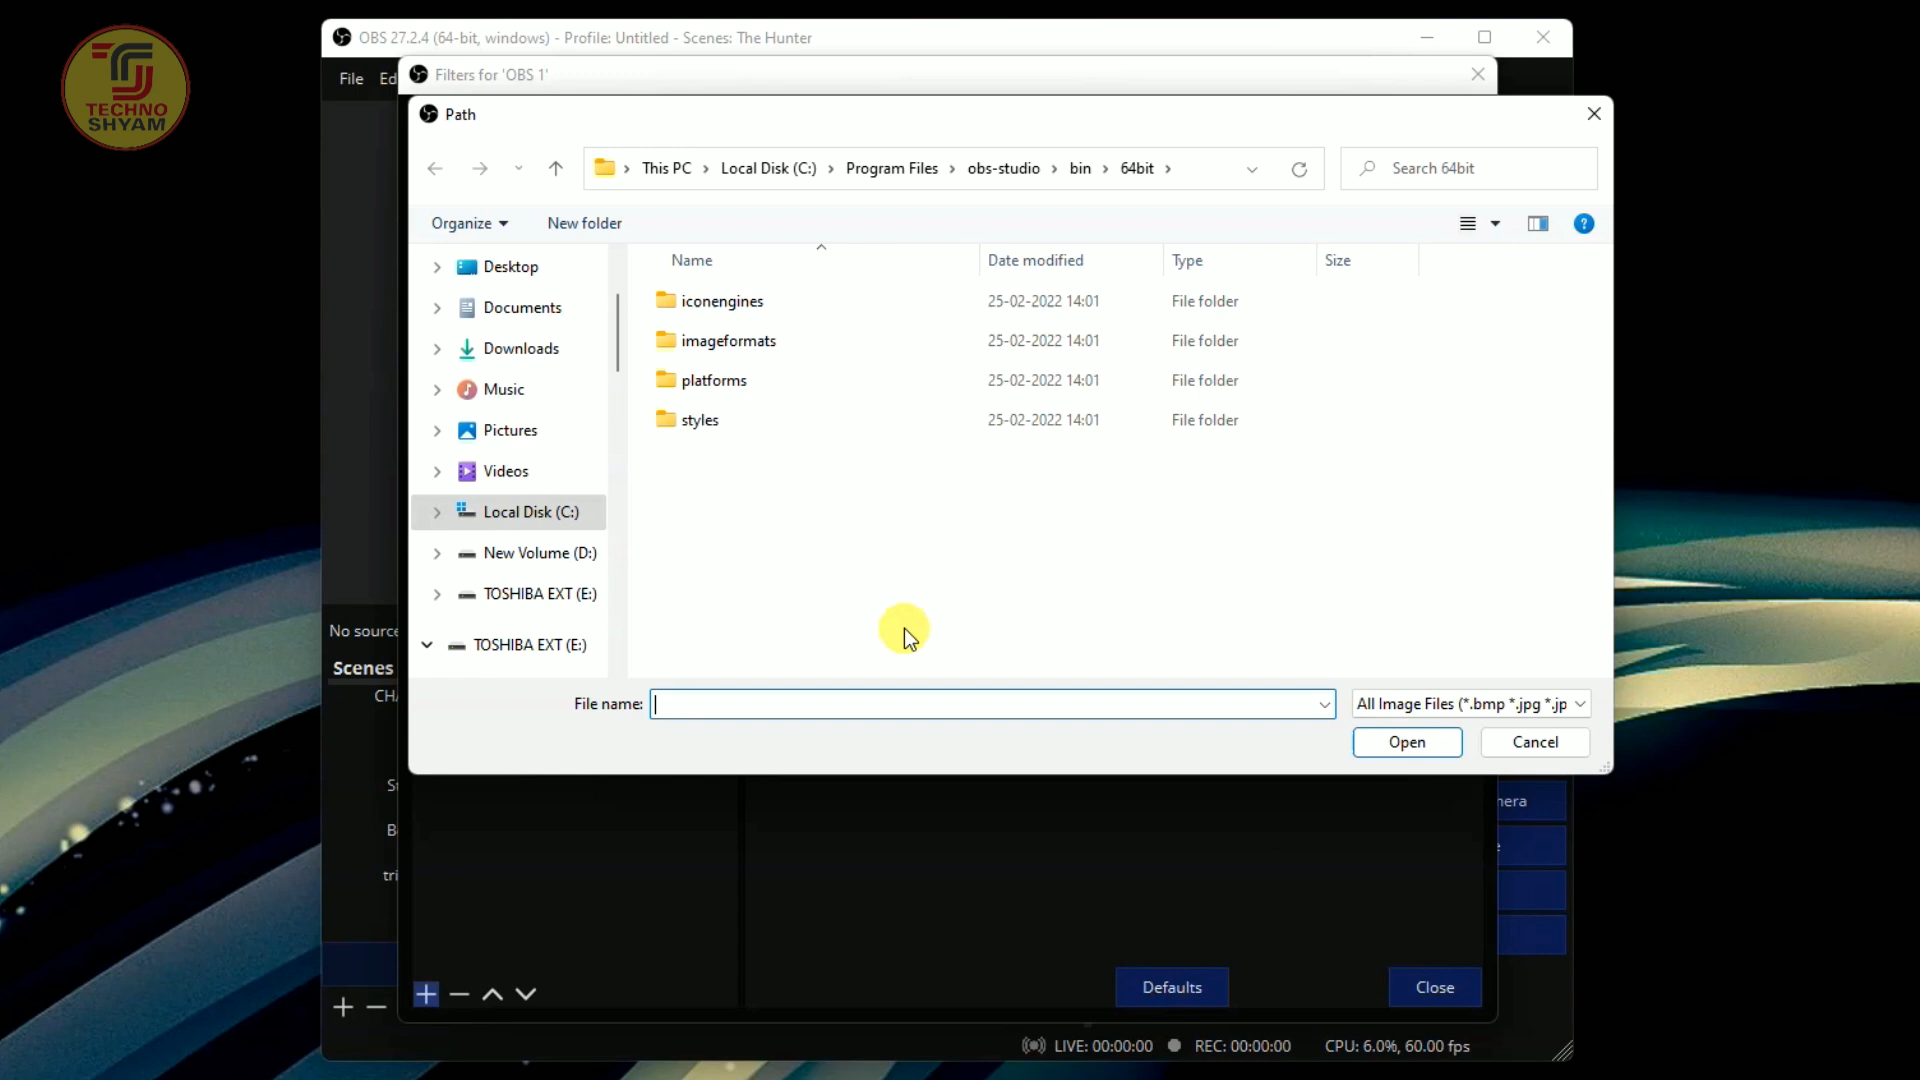 TECHNO
SHYAM
OBS 27.2.4 (64-bit, windows) - Profile: Untitled - Scenes: The Hunter
File Ed
Filters for 'OBS 1'
Path
This PC Local Disk (C:) Program Files obs-studio bin 64bit
Search 64bit
Organize New folder
Name Date modified Type Size
Desktop
Documents
Downloads
Music
Pictures
Videos
Local Disk (C:)
New Volume (D:)
TOSHIBA EXT (E:)
TOSHIBA EXT (E:)
iconengines 25-02-2022 14:01 File folder
imageformats 25-02-2022 14:01 File folder
platforms 25-02-2022 14:01 File folder
styles 25-02-2022 14:01 File folder
File name: All Image Files (*.bmp *.jpg *.jp
Open Cancel
No source
Scenes
CHA
St
B
tri
mera
e
Defaults Close
LIVE: 00:00:00 REC: 00:00:00 CPU: 6.0%, 60.00 fps